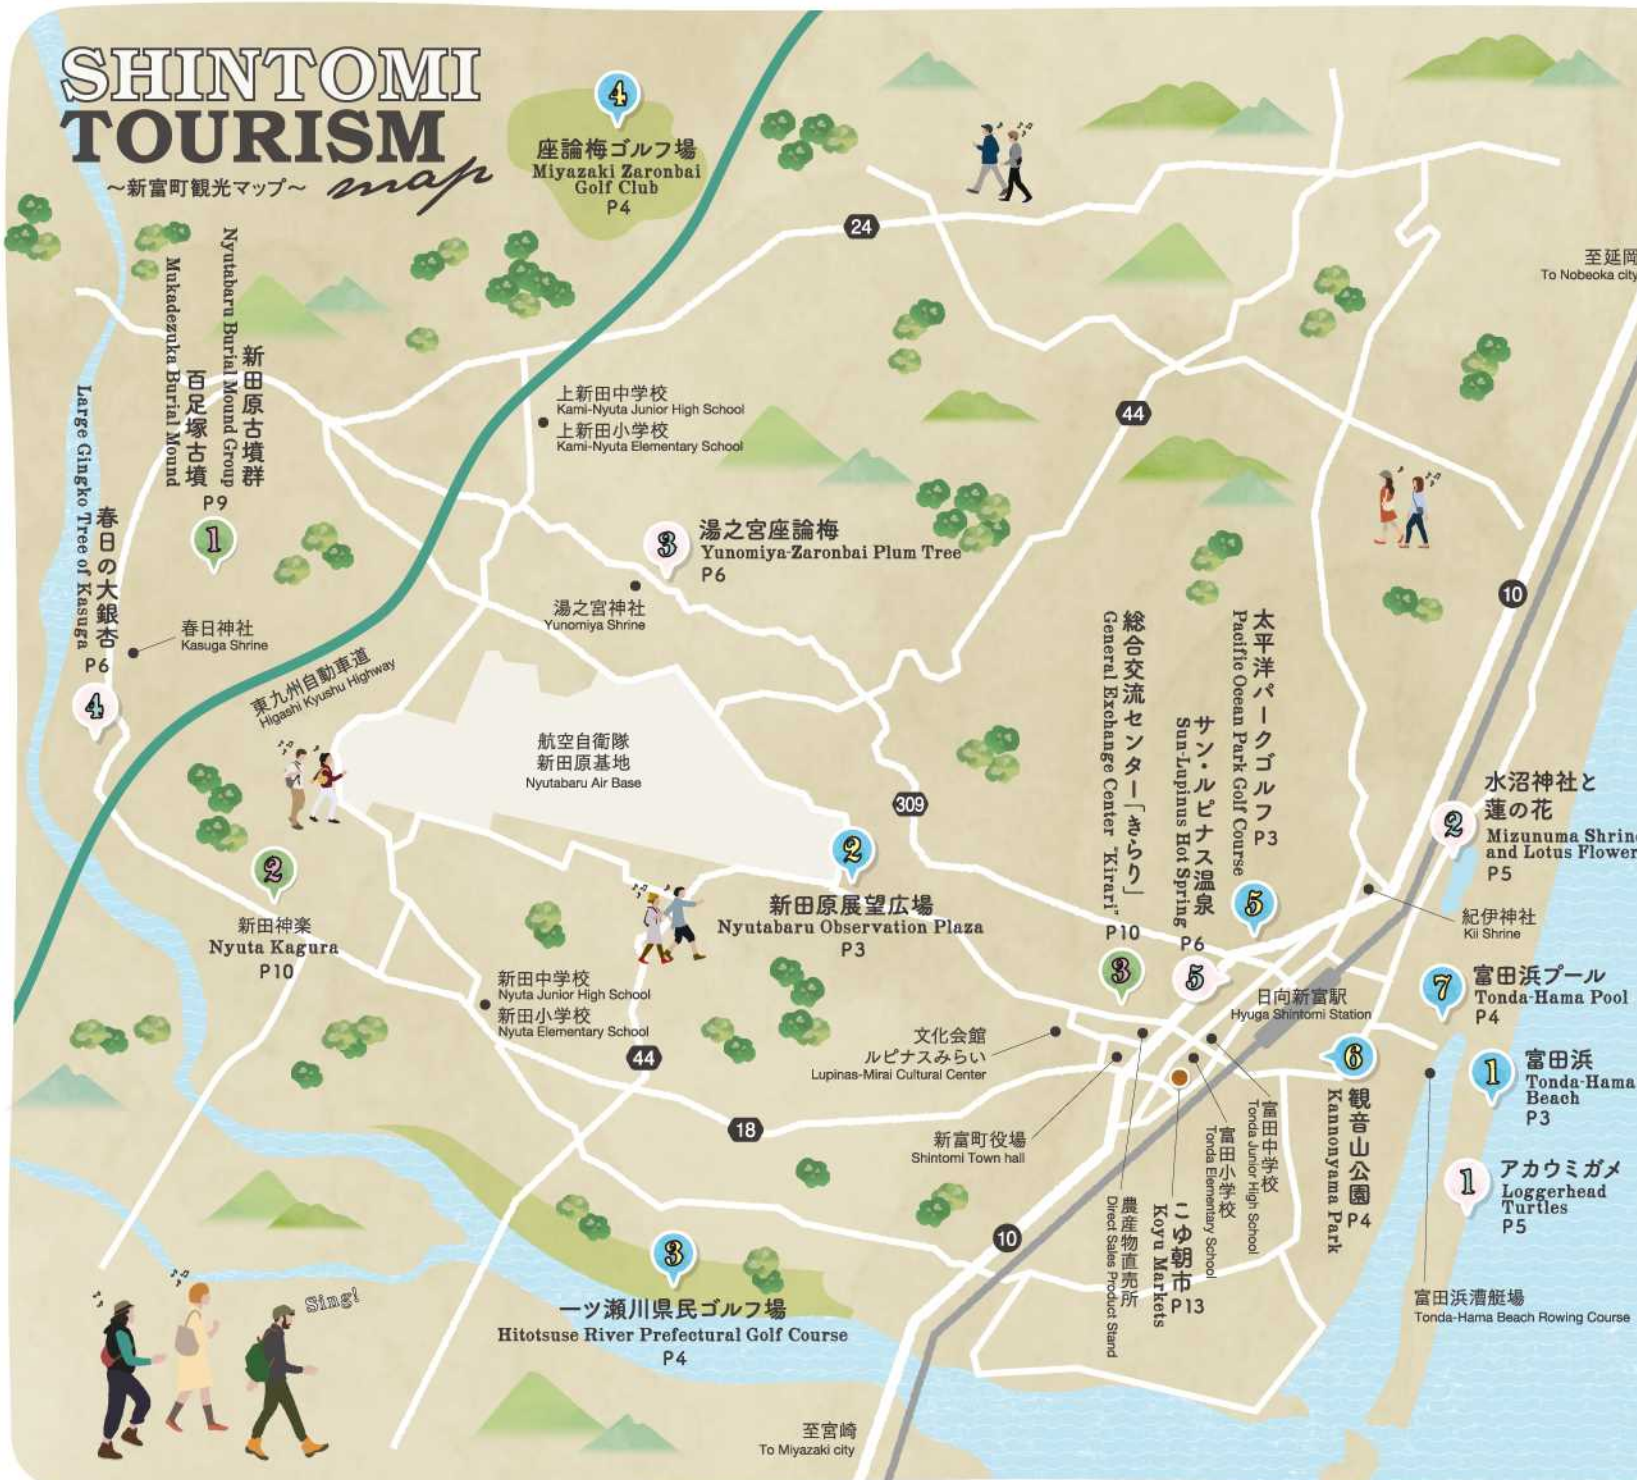 SHINTOMI
TOURISM
map
～新富町観光マップ～
4
座論梅ゴルフ場
Miyazaki Zaronbai
Golf Club
P4
24
至延岡
To Nobeoka city
新田原古墳群
Nyutabaru Burial Mound Group
百足塚古墳
Mukadezuka Burial Mound
P9
1
春日の大銀杏
Large Gingko Tree of Kasuga
P6
4
春日神社
Kasuga Shrine
上新田中学校
Kami-Nyuta Junior High School
上新田小学校
Kami-Nyuta Elementary School
44
3
湯之宮座論梅
Yunomiya-Zaronbai Plum Tree
P6
湯之宮神社
Yunomiya Shrine
10
東九州自動車道
Higashi Kyushu Highway
航空自衛隊
新田原基地
Nyutabaru Air Base
309
総合交流センター「きらり」
General Exchange Center "Kirari"
P10
3
サン・ルピナス温泉
Sun-Lupinus Hot Spring
P6
5
太平洋パークゴルフ
Pacific Ocean Park Golf Course
P3
5
2
水沼神社と
蓮の花
Mizunuma Shrine
and Lotus Flower
P5
紀伊神社
Kii Shrine
2
新田原展望広場
Nyutabaru Observation Plaza
P3
2
新田神楽
Nyuta Kagura
P10
新田中学校
Nyuta Junior High School
新田小学校
Nyuta Elementary School
44
7
富田浜プール
Tonda-Hama Pool
P4
日向新富駅
Hyuga Shintomi Station
文化会館
ルピナスみらい
Lupinas-Mirai Cultural Center
6
観音山公園
Kannonyama Park
P4
1
富田浜
Tonda-Hama
Beach
P3
18
新富町役場
Shintomi Town hall
富田中学校
Tonda Junior High School
富田小学校
Tonda Elementary School
こゆ朝市
Koyu Markets
P13
農産物直売所
Direct Sales Product Stand
1
アカウミガメ
Loggerhead
Turtles
P5
10
3
一ツ瀬川県民ゴルフ場
Hitotsuse River Prefectural Golf Course
P4
Sing!
富田浜漕艇場
Tonda-Hama Beach Rowing Course
至宮崎
To Miyazaki city